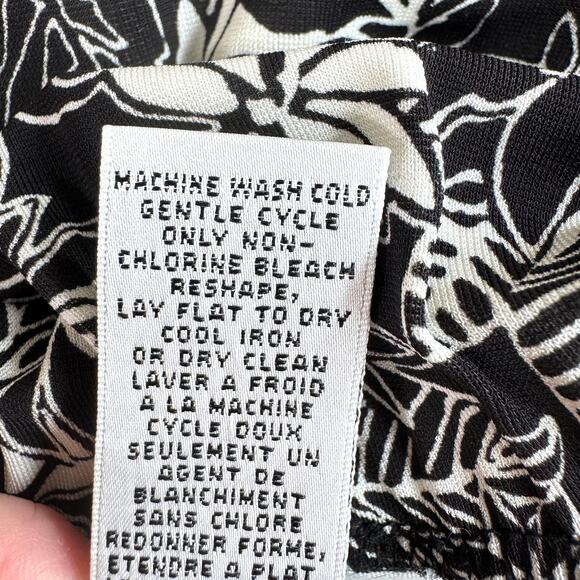 MACHINE WASH COLD
GENTLE CYCLE
ONLY NON-
CHLORINE BLEACH
RESHAPE,
LAY FLAT TO DRY
COOL IRON
OR DRY CLEAN
LAVER A FROID
A LA MACHINE
CYCLE DOUX
SEULEMENT UN
AGENT DE
BLANCHIMENT
SANS CHLORE
REDONNER FORME,
ETENDRE A PLAT